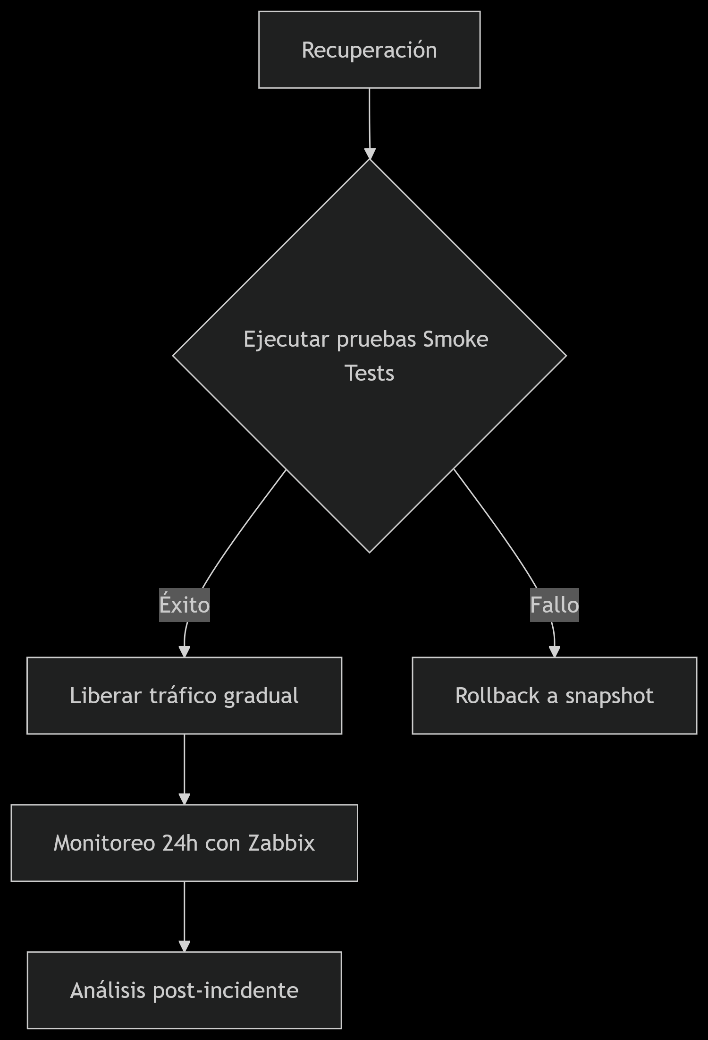 Recuperación
Ejecutar pruebas Smoke
Tests
Éxito
Fallo
Liberar tráfico gradual
Rollback a snapshot
Monitoreo 24h con Zabbix
Análisis post-incidente